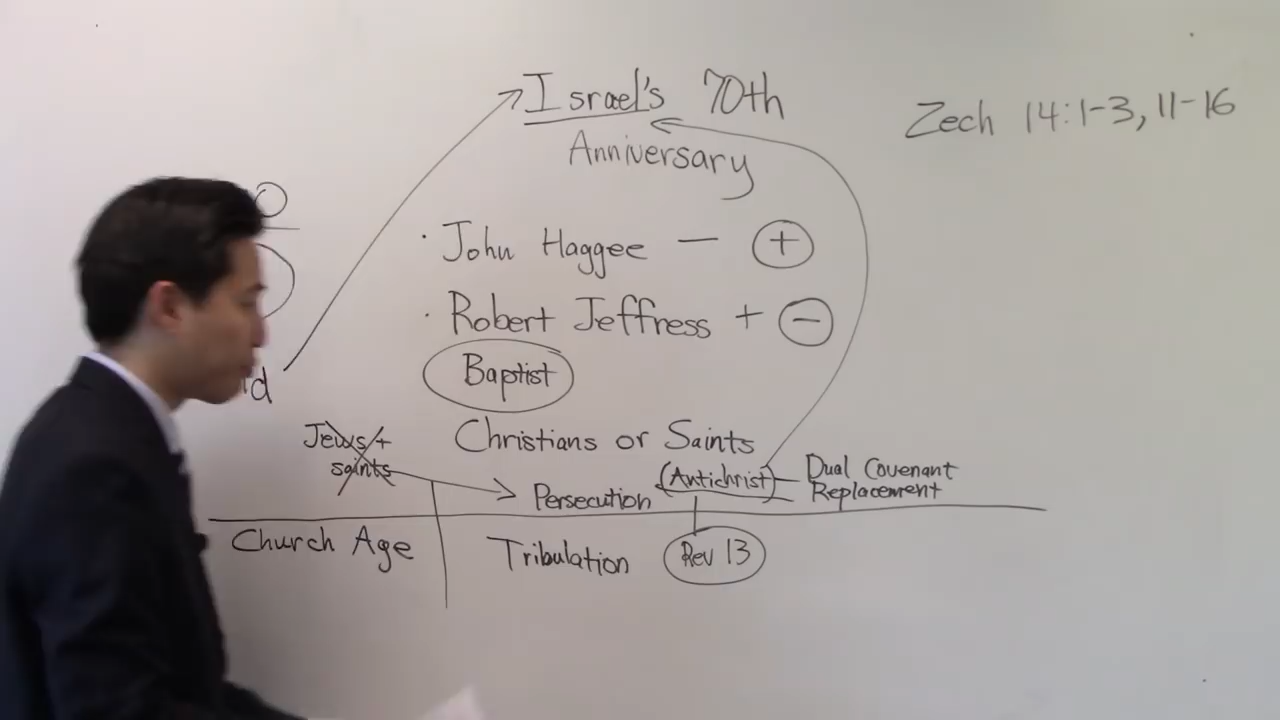 Israel's 70th
Anniversary
Zech 14:1-3, 11-16
· John Haggee — +
· Robert Jeffress + −
Baptist
Christians or Saints
Jews +
saints
Persecution (Antichrist)
Dual Covenant
Replacement
Church Age Tribulation Rev 13